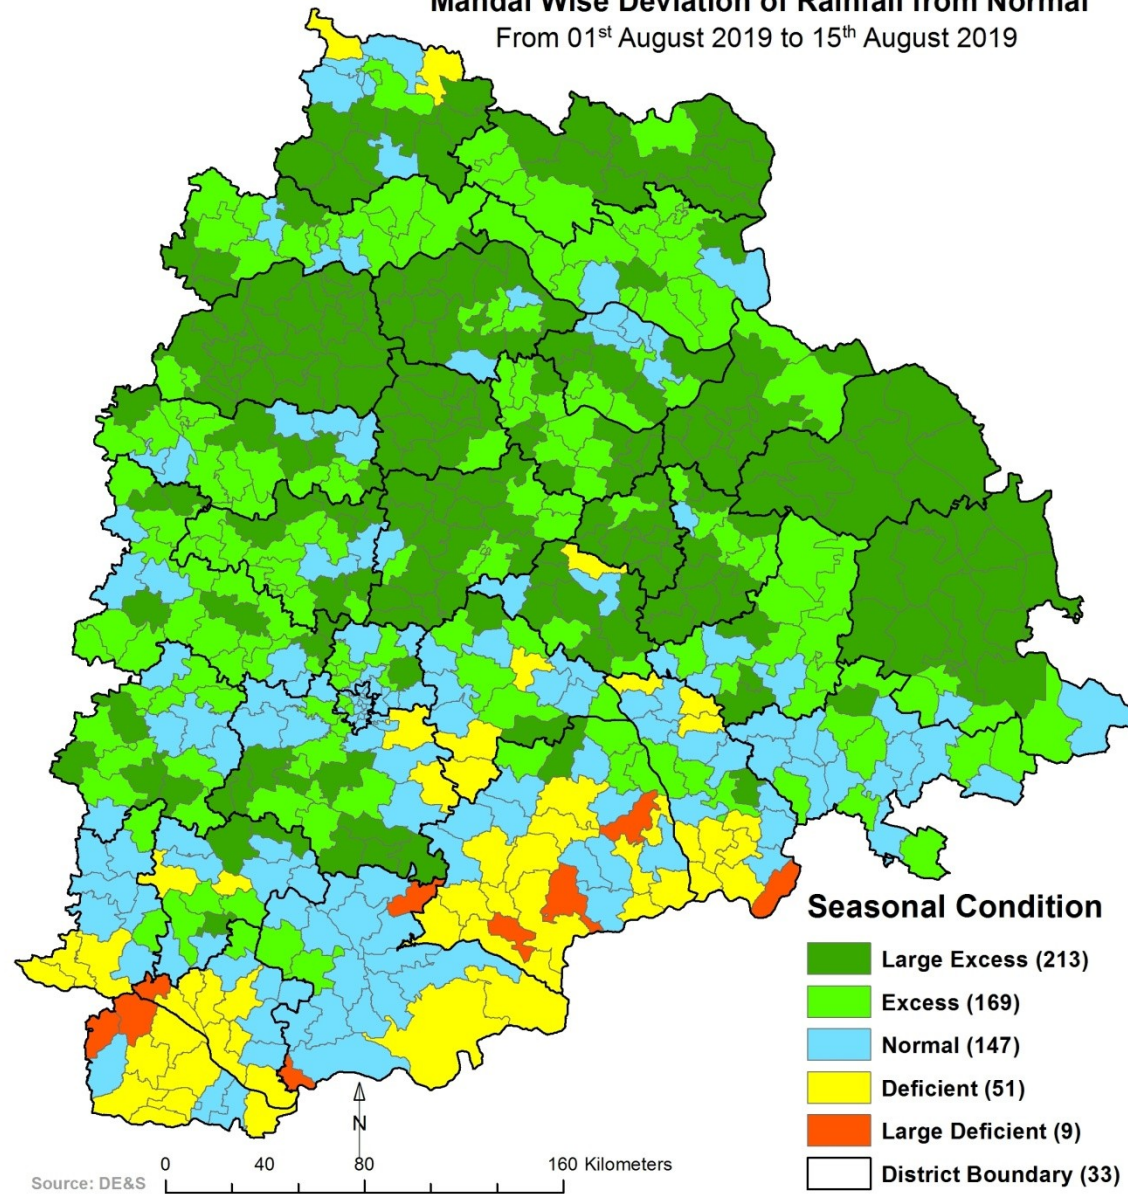 Mandal Wise Deviation of Rainfall from Normal
From 01st August 2019 to 15th August 2019
Seasonal Condition
Large Excess (213)
Excess (169)
Normal (147)
Deficient (51)
Large Deficient (9)
District Boundary (33)
N
0 40 80 160 Kilometers
Source: DE&S